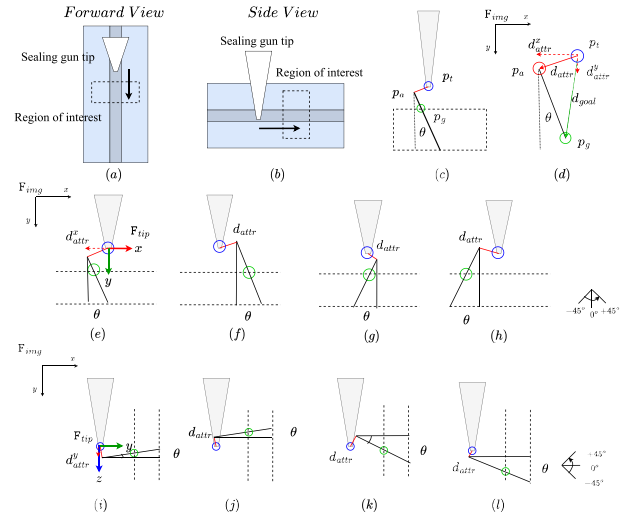 Forward View
Side View
Sealing gun tip
Region of interest
(a)
Sealing gun tip
Region of interest
(b)
p_t
p_a
p_g
θ
(c)
F_img
x
y
d^x_attr
p_t
p_a
d_attr
d^y_attr
d_goal
θ
p_g
(d)
F_img
x
y
d^x_attr
F_tip
x
y
θ
(e)
d_attr
θ
(f)
d_attr
θ
(g)
d_attr
θ
(h)
−45°
0°
+45°
F_img
x
y
F_tip
y
d^y_attr
z
θ
(i)
d_attr
θ
(j)
d_attr
θ
(k)
d_attr
θ
(l)
+45°
0°
−45°